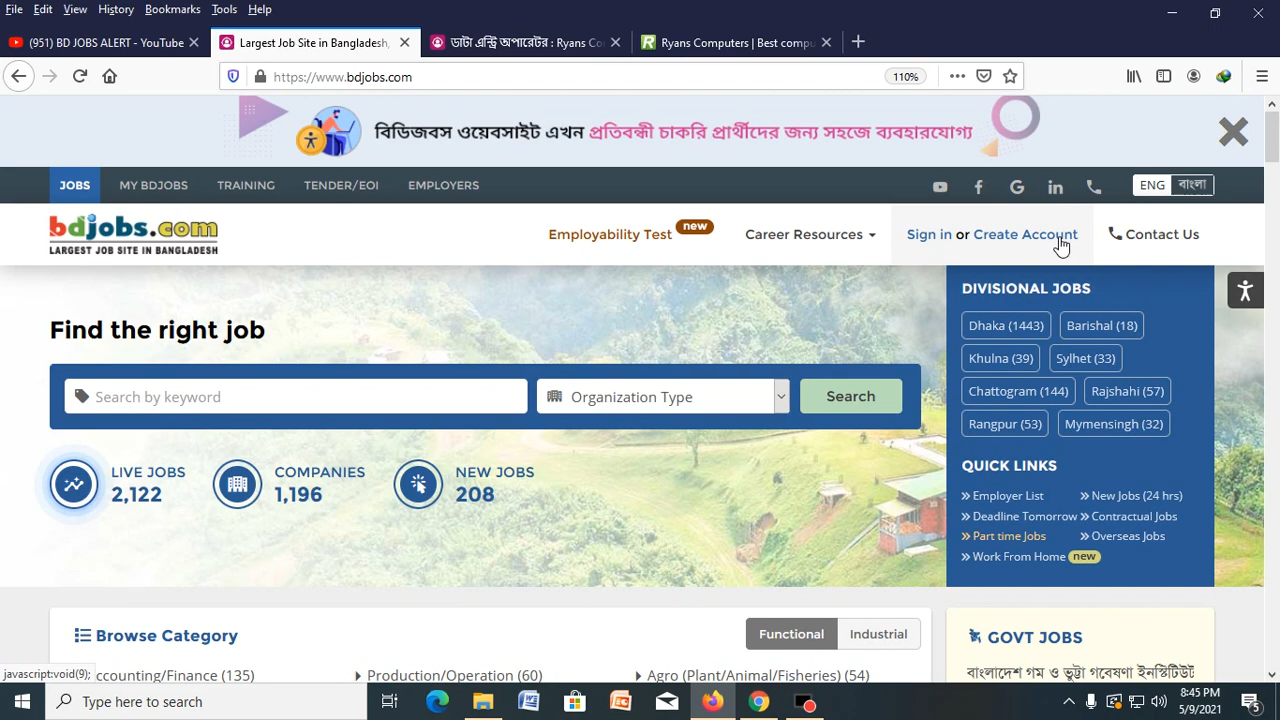 File Edit View History Bookmarks Tools Help
(951) BD JOBS ALERT - YouTube
Largest Job Site in Bangladesh,
ডাটা এন্ট্রি অপারেটর : Ryans Co
Ryans Computers | Best compu
https://www.bdjobs.com
110%
বিডিজবস ওয়েবসাইট এখন প্রতিবন্ধী চাকরি প্রার্থীদের জন্য সহজে ব্যবহারযোগ্য
JOBS MY BDJOBS TRAINING TENDER/EOI EMPLOYERS
ENG বাংলা
bdjobs.com
LARGEST JOB SITE IN BANGLADESH
Employability Test new
Career Resources
Sign in or Create Account
Contact Us
Find the right job
Search by keyword
Organization Type
Search
LIVE JOBS
2,122
COMPANIES
1,196
NEW JOBS
208
DIVISIONAL JOBS
Dhaka (1443) Barishal (18)
Khulna (39) Sylhet (33)
Chattogram (144) Rajshahi (57)
Rangpur (53) Mymensingh (32)
QUICK LINKS
Employer List New Jobs (24 hrs)
Deadline Tomorrow Contractual Jobs
Part time Jobs Overseas Jobs
Work From Home new
Browse Category
Functional Industrial
ccounting/Finance (135)
Production/Operation (60)
Agro (Plant/Animal/Fisheries) (54)
GOVT JOBS
বাংলাদেশ গম ও ভুট্টা গবেষণা ইনস্টিটিউট
javascript:void(9);
Type here to search
8:45 PM
5/9/2021
5